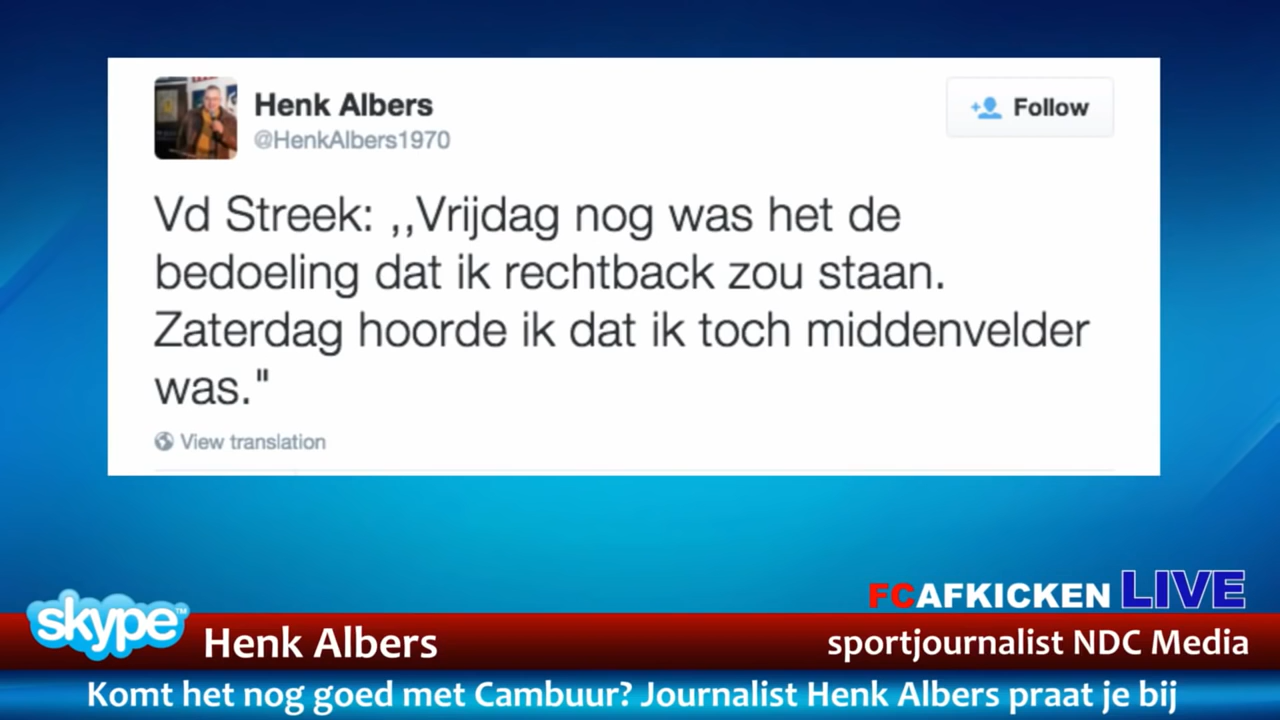 Henk Albers
@HenkAlbers1970
Follow
Vd Streek: ,,Vrijdag nog was het de
bedoeling dat ik rechtback zou staan.
Zaterdag hoorde ik dat ik toch middenvelder
was."
View translation
FCAFKICKEN LIVE
skype™
Henk Albers
sportjournalist NDC Media
Komt het nog goed met Cambuur? Journalist Henk Albers praat je bij